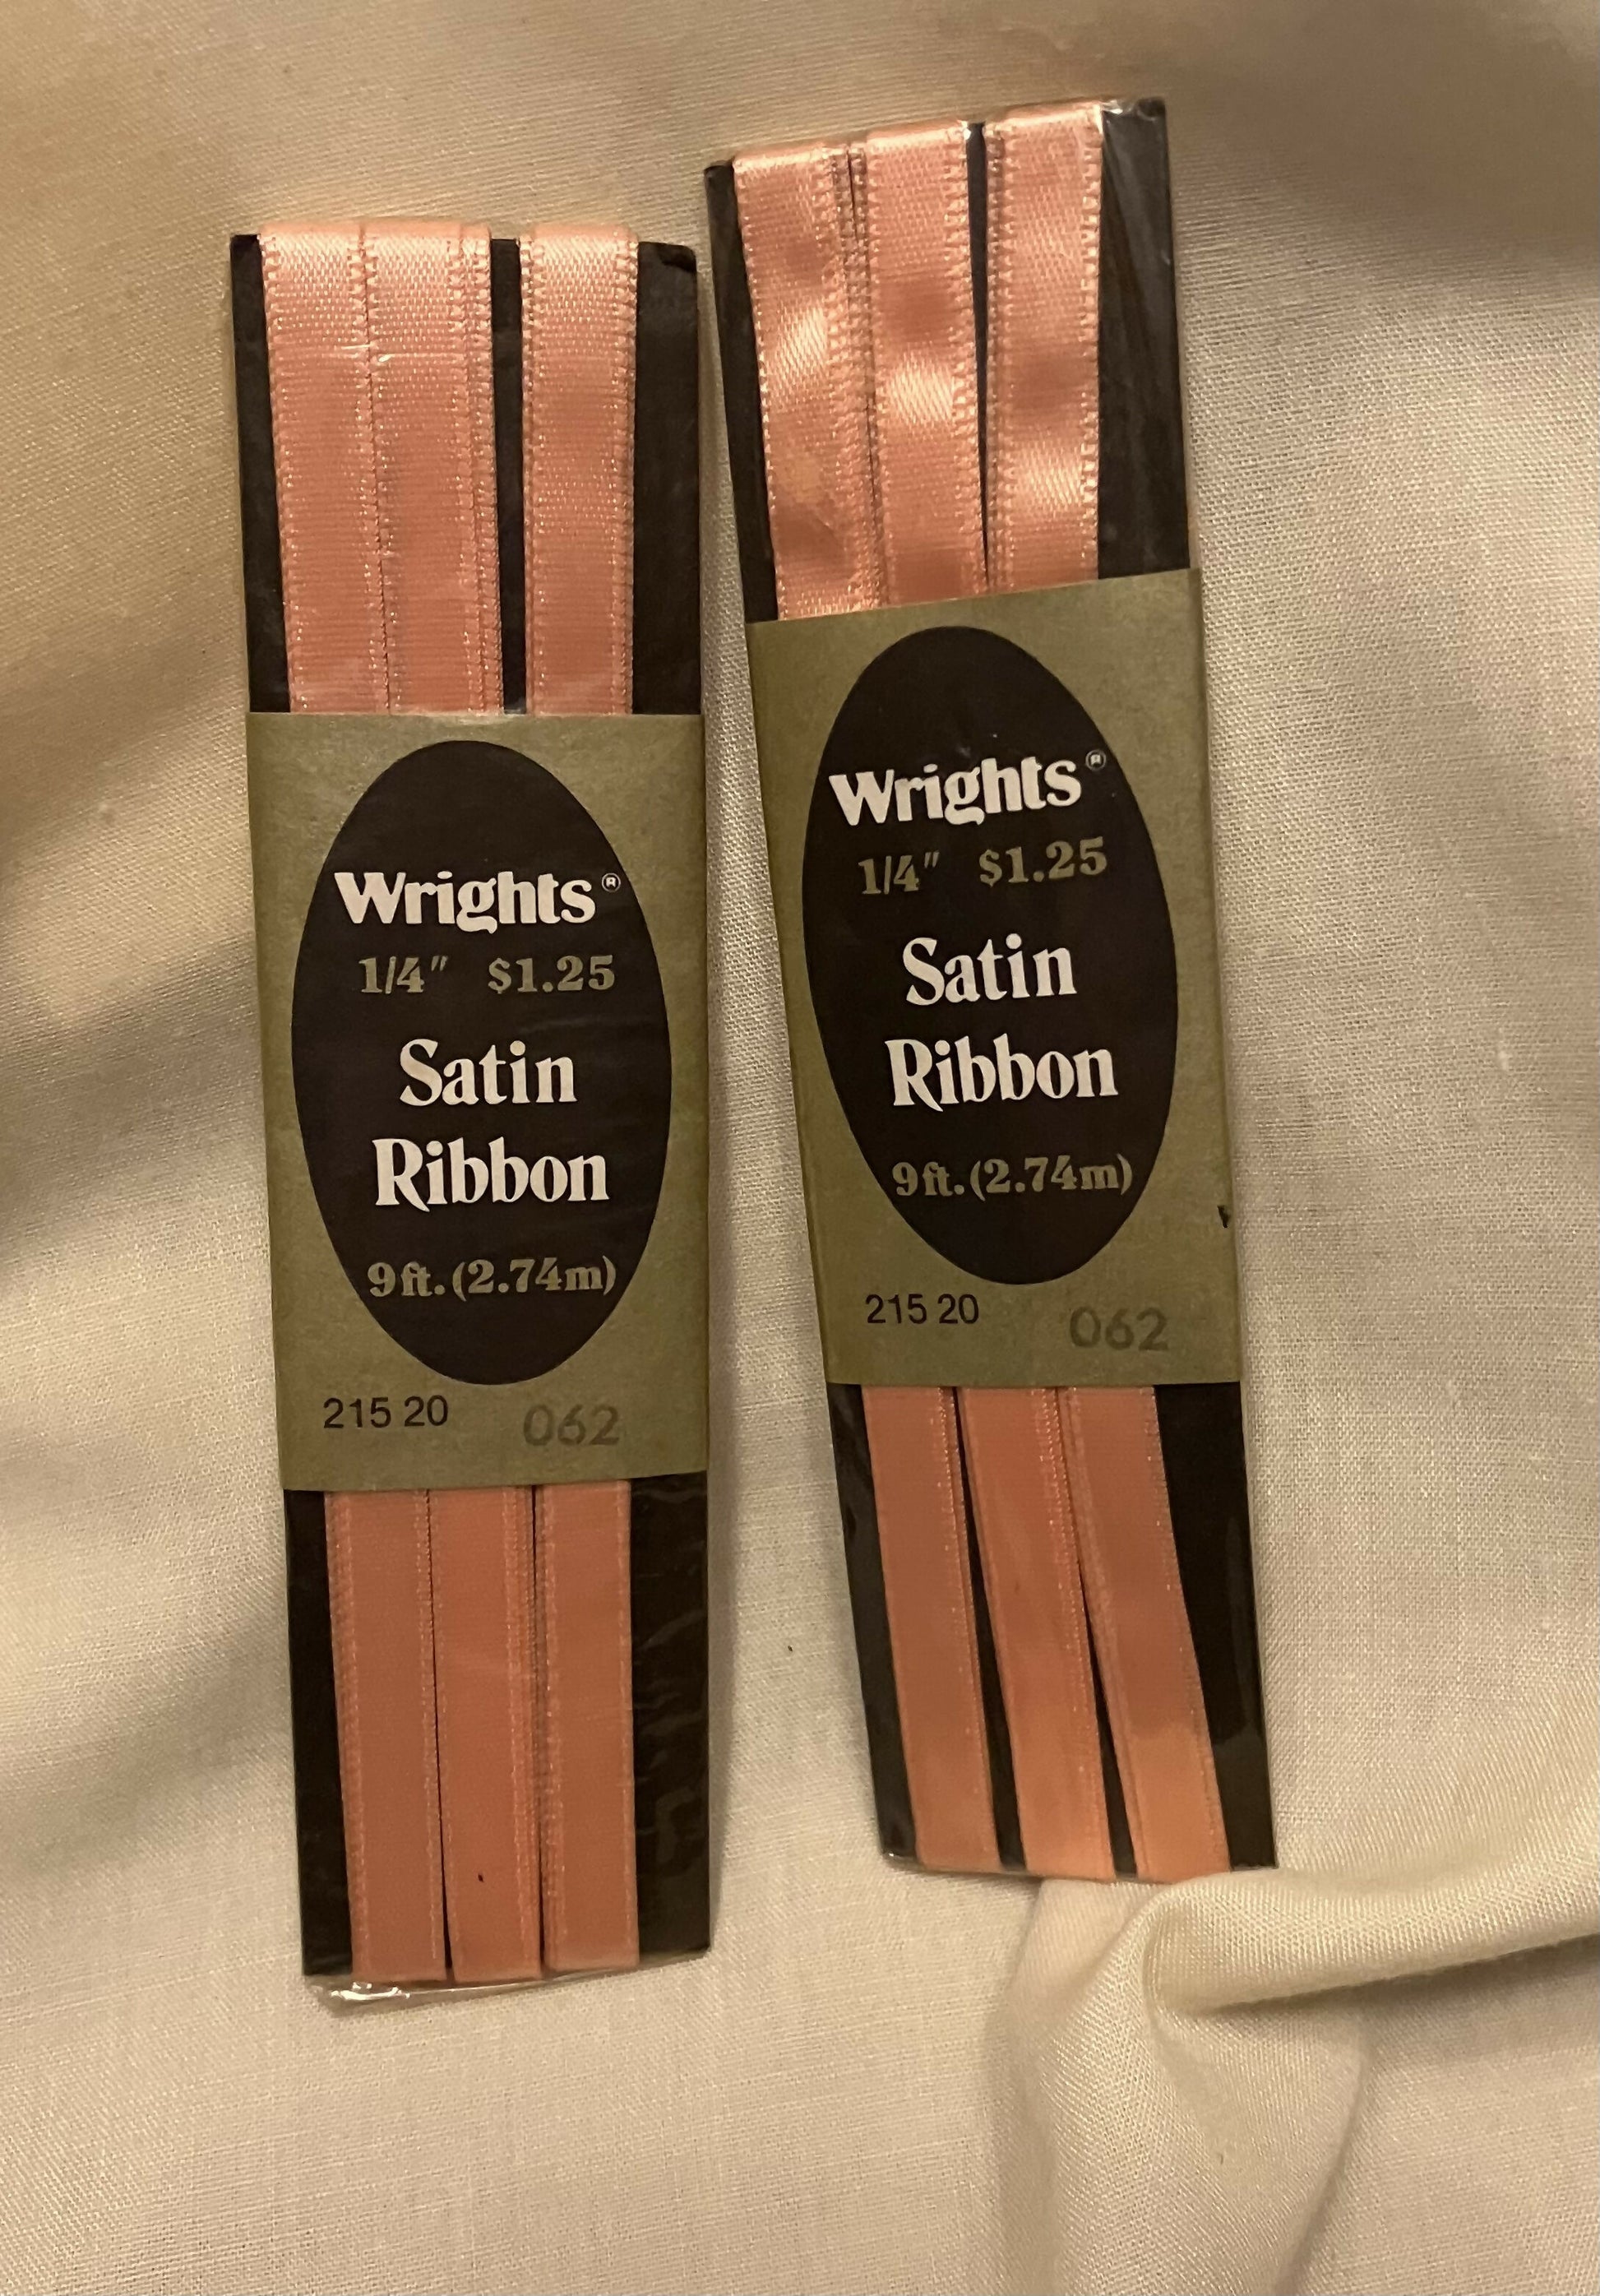 Wrights®
1/4" $1.25
Satin
Ribbon
9ft.(2.74m)
215 20 062
Wrights®
1/4" $1.25
Satin
Ribbon
9ft.(2.74m)
215 20 062